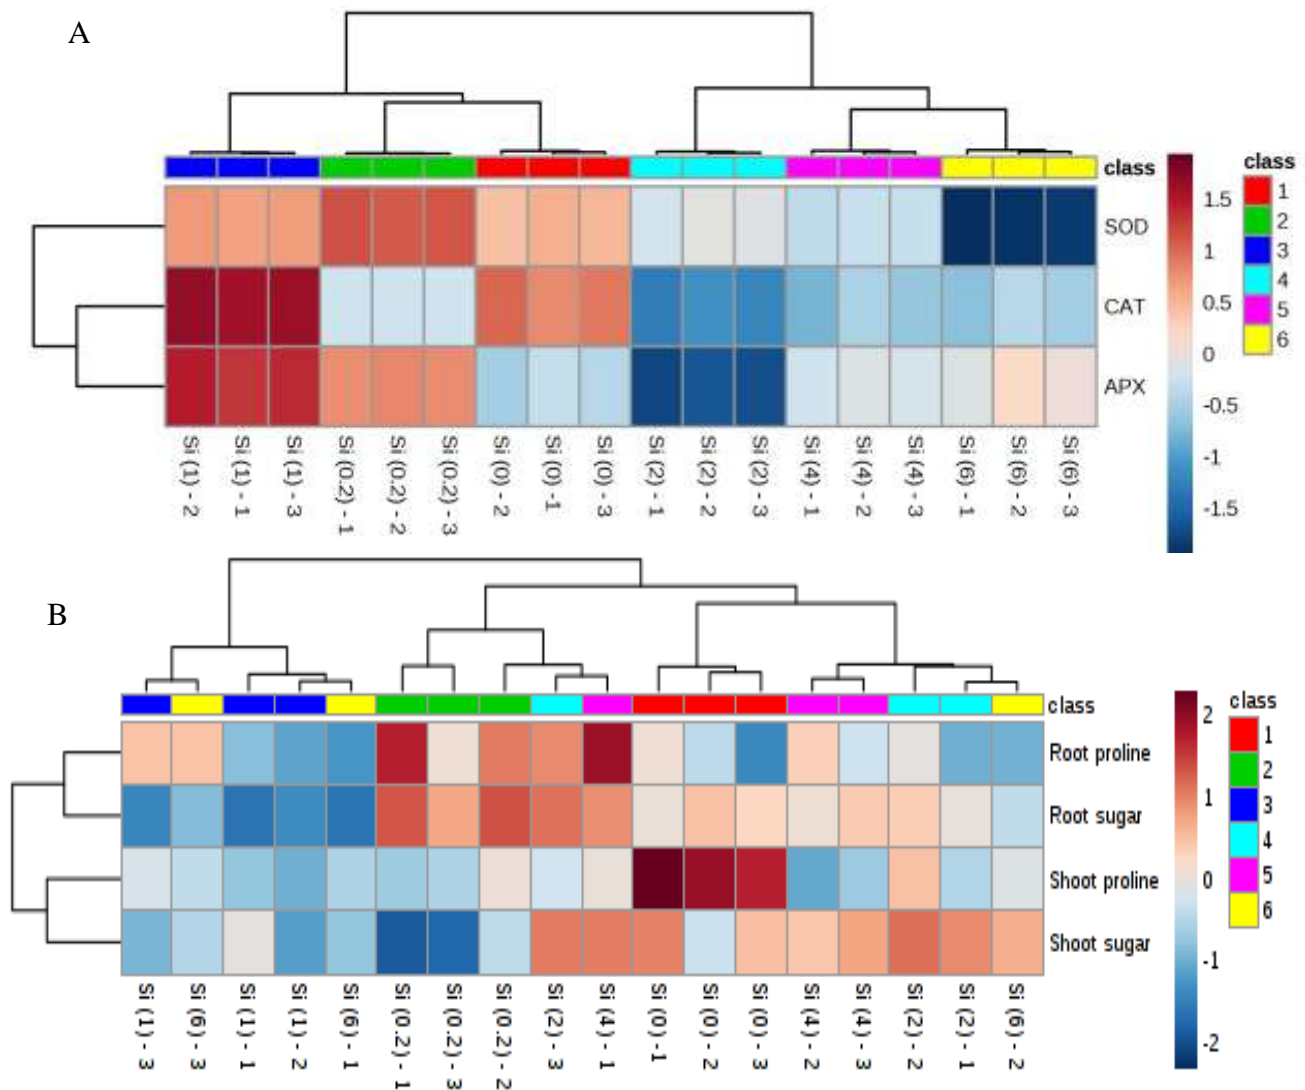 A
class
SOD
CAT
APX
Si (1) - 2
Si (1) - 1
Si (1) - 3
Si (0.2) - 1
Si (0.2) - 2
Si (0.2) - 3
Si (0) - 2
Si (0) -1
Si (0) - 3
Si (2) - 1
Si (2) - 2
Si (2) - 3
Si (4) - 1
Si (4) - 2
Si (4) - 3
Si (6) - 1
Si (6) - 2
Si (6) - 3
1.5
1
0.5
0
-0.5
-1
-1.5
class
1
2
3
4
5
6
B
class
Root proline
Root sugar
Shoot proline
Shoot sugar
Si (1) - 3
Si (6) - 3
Si (1) - 1
Si (1) - 2
Si (6) - 1
Si (0.2) - 1
Si (0.2) - 3
Si (0.2) - 2
Si (2) - 3
Si (4) - 1
Si (0) -1
Si (0) - 2
Si (0) - 3
Si (4) - 2
Si (4) - 3
Si (2) - 2
Si (2) - 1
Si (6) - 2
2
1
0
-1
-2
class
1
2
3
4
5
6